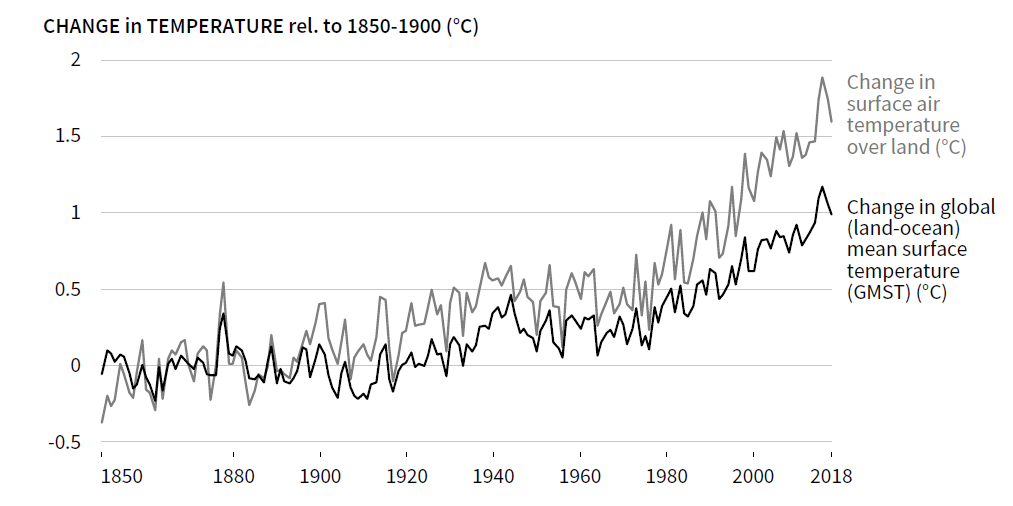 CHANGE in TEMPERATURE rel. to 1850-1900 (°C)
2
1.5
1
0.5
0
-0.5
1850
1880
1900
1920
1940
1960
1980
2000
2018
Change in
surface air
temperature
over land (°C)
Change in global
(land-ocean)
mean surface
temperature
(GMST) (°C)